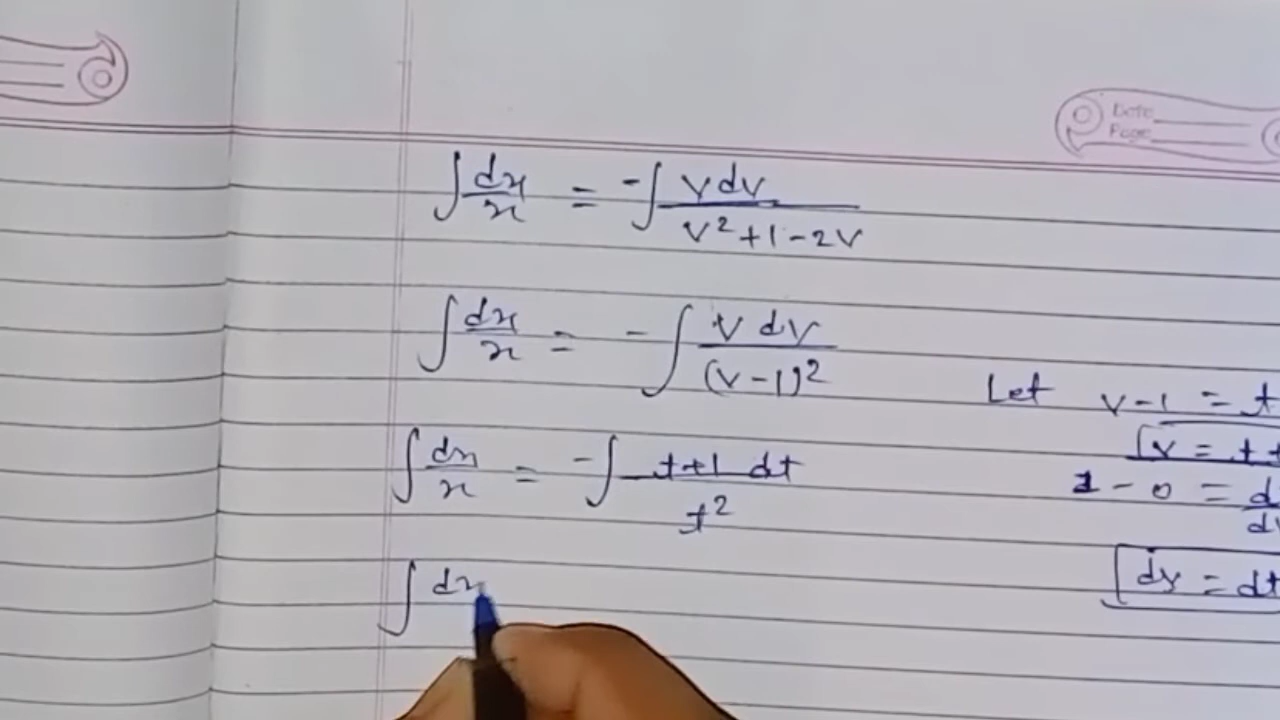 Date
Page
∫ dx/x = -∫ v dv / v²+1-2v
∫ dx/x = -∫ v dv / (v-1)²
Let v-1 = t
v = t+
∫ dx/x = -∫ t+1 dt / t²
1-0 = d / dv
∫ dx
dv = dt